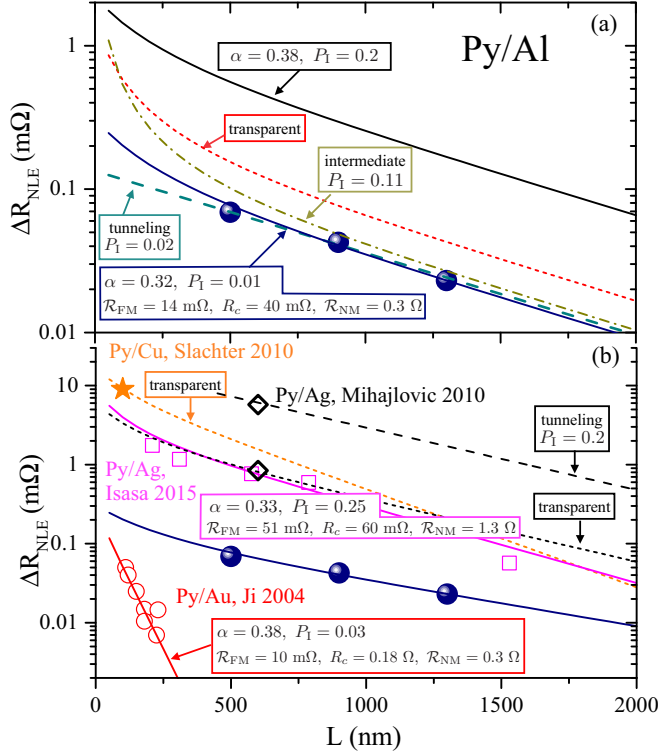 (a)
Py/Al
α = 0.38, P_I = 0.2
transparent
intermediate
P_I = 0.11
tunneling
P_I = 0.02
α = 0.32, P_I = 0.01
ℛ_FM = 14 mΩ, R_c = 40 mΩ, ℛ_NM = 0.3 Ω
1
0.1
0.01
ΔR_NLE (mΩ)
(b)
Py/Cu, Slachter 2010
transparent
Py/Ag, Mihajlovic 2010
tunneling
P_I = 0.2
Py/Ag,
Isasa 2015
transparent
α = 0.33, P_I = 0.25
ℛ_FM = 51 mΩ, R_c = 60 mΩ, ℛ_NM = 1.3 Ω
Py/Au, Ji 2004
α = 0.38, P_I = 0.03
ℛ_FM = 10 mΩ, R_c = 0.18 Ω, ℛ_NM = 0.3 Ω
10
1
0.1
0.01
ΔR_NLE (mΩ)
0 500 1000 1500 2000
L (nm)